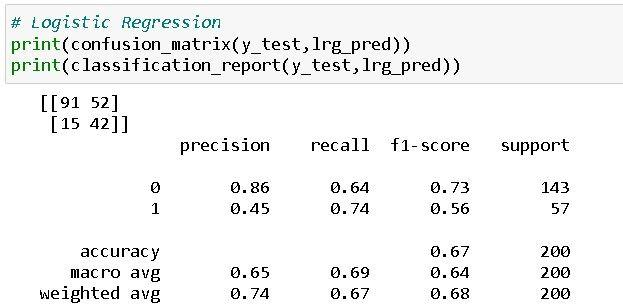 # Logistic Regression
print(confusion_matrix(y_test,lrg_pred))
print(classification_report(y_test,lrg_pred))
[[91 52]
[15 42]]
precision recall f1-score support
0 0.86 0.64 0.73 143
1 0.45 0.74 0.56 57
accuracy 0.67 200
macro avg 0.65 0.69 0.64 200
weighted avg 0.74 0.67 0.68 200